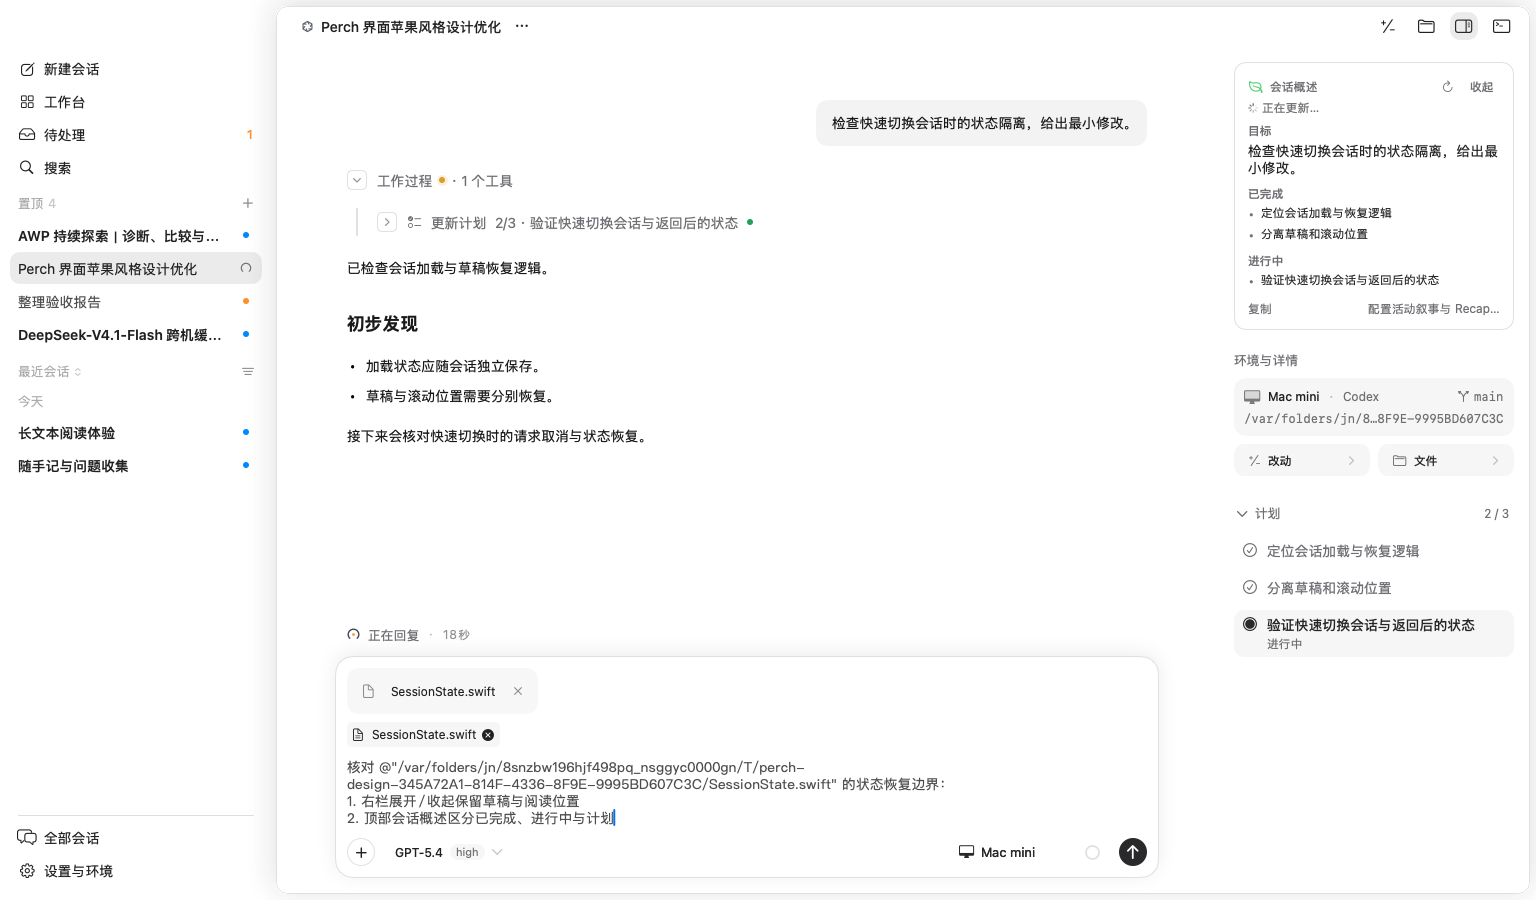 新建会话
工作台
待处理 1
搜索
置顶 4
AWP 持续探索 | 诊断、比较与...
Perch 界面苹果风格设计优化
整理验收报告
DeepSeek-V4.1-Flash 跨机缓...
最近会话
今天
长文本阅读体验
随手记与问题收集
全部会话
设置与环境
Perch 界面苹果风格设计优化 ···
检查快速切换会话时的状态隔离，给出最小修改。
工作过程 · 1 个工具
更新计划 2/3 · 验证快速切换会话与返回后的状态
已检查会话加载与草稿恢复逻辑。
初步发现
• 加载状态应随会话独立保存。
• 草稿与滚动位置需要分别恢复。
接下来会核对快速切换时的请求取消与状态恢复。
正在回复 · 18秒
SessionState.swift
SessionState.swift
核对 @"/var/folders/jn/8snzbw196hjf498pq_nsggyc0000gn/T/perch-
design-345A72A1-814F-4336-8F9E-9995BD607C3C/SessionState.swift" 的状态恢复边界：
1. 右栏展开/收起保留草稿与阅读位置
2. 顶部会话概述区分已完成、进行中与计划
GPT-5.4 high
Mac mini
会话概述 收起
正在更新...
目标
检查快速切换会话时的状态隔离，给出最
小修改。
已完成
• 定位会话加载与恢复逻辑
• 分离草稿和滚动位置
进行中
• 验证快速切换会话与返回后的状态
复制 配置活动叙事与 Recap...
环境与详情
Mac mini · Codex main
/var/folders/jn/8…8F9E-9995BD607C3C
改动 文件
计划 2 / 3
定位会话加载与恢复逻辑
分离草稿和滚动位置
验证快速切换会话与返回后的状态
进行中